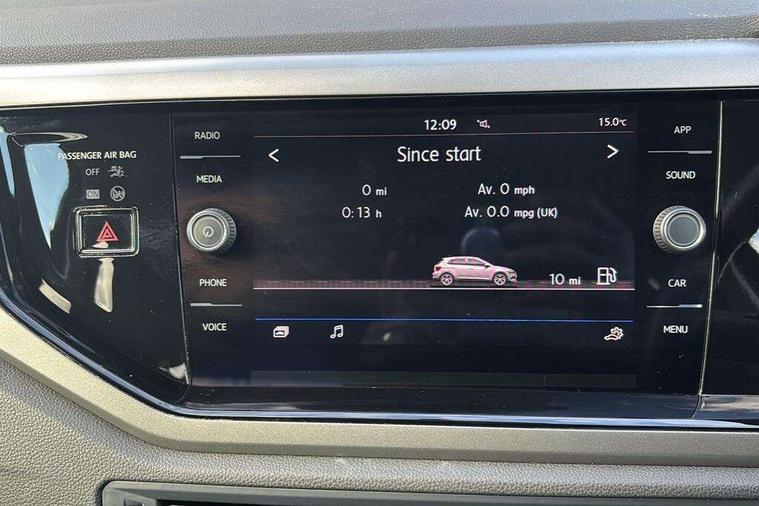 12:09
15.0°C
RADIO
APP
Since start
PASSENGER AIR BAG
OFF
MEDIA
SOUND
ON
0 mi
Av. 0 mph
0:13 h
Av. 0.0 mpg (UK)
PHONE
10 mi
CAR
VOICE
MENU